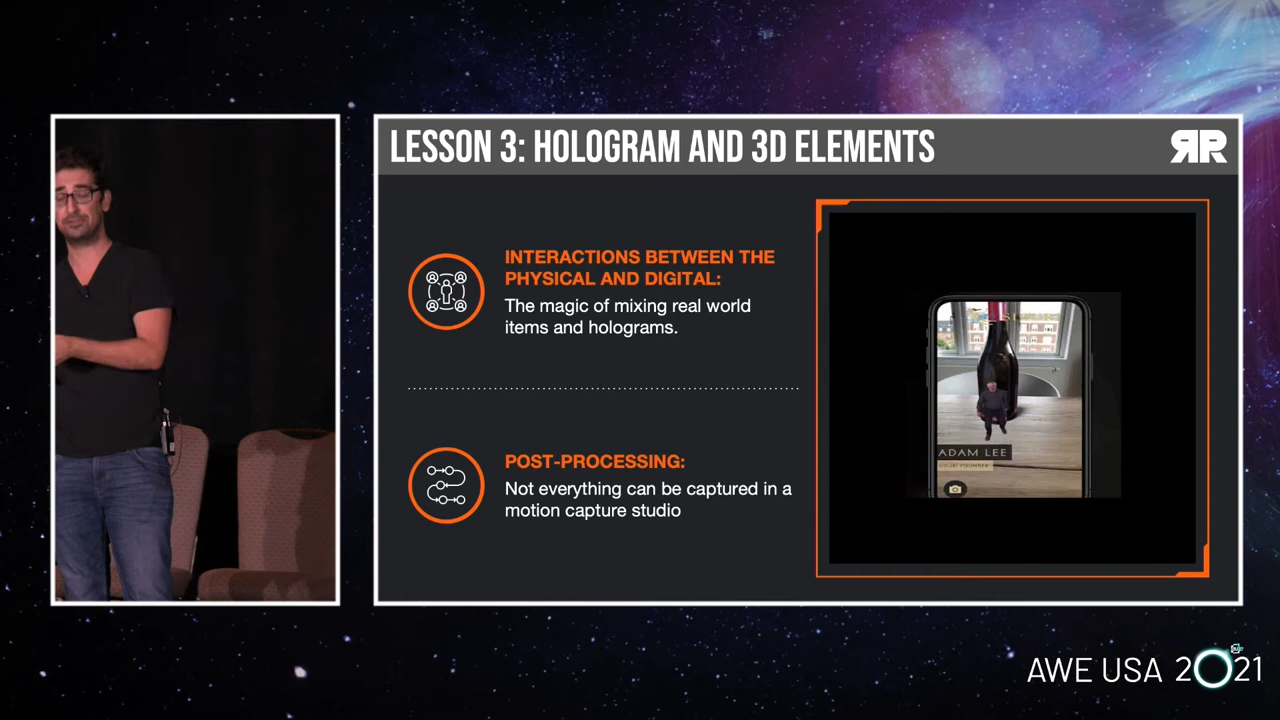 LESSON 3: HOLOGRAM AND 3D ELEMENTS
INTERACTIONS BETWEEN THE
PHYSICAL AND DIGITAL:
The magic of mixing real world
items and holograms.
POST-PROCESSING:
Not everything can be captured in a
motion capture studio
ADAM LEE
AWE USA 2021